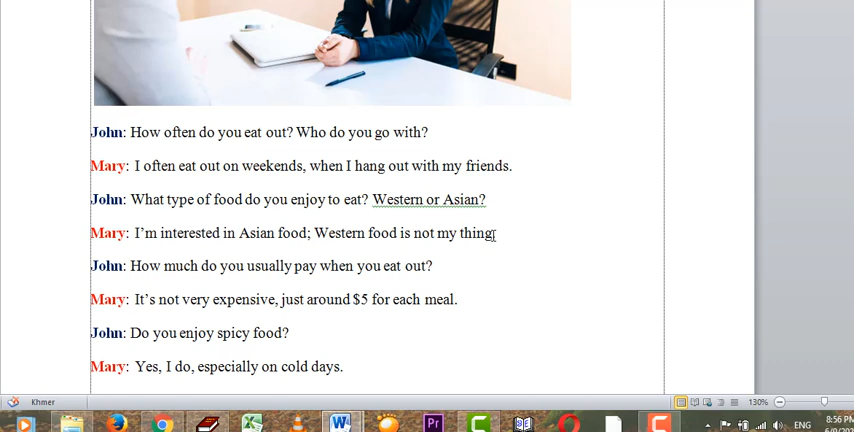 John: How often do you eat out? Who do you go with?
Mary: I often eat out on weekends, when I hang out with my friends.
John: What type of food do you enjoy to eat? Western or Asian?
Mary: I'm interested in Asian food; Western food is not my thing
John: How much do you usually pay when you eat out?
Mary: It's not very expensive, just around $5 for each meal.
John: Do you enjoy spicy food?
Mary: Yes, I do, especially on cold days.
Khmer
130%
ENG
8:56 PM